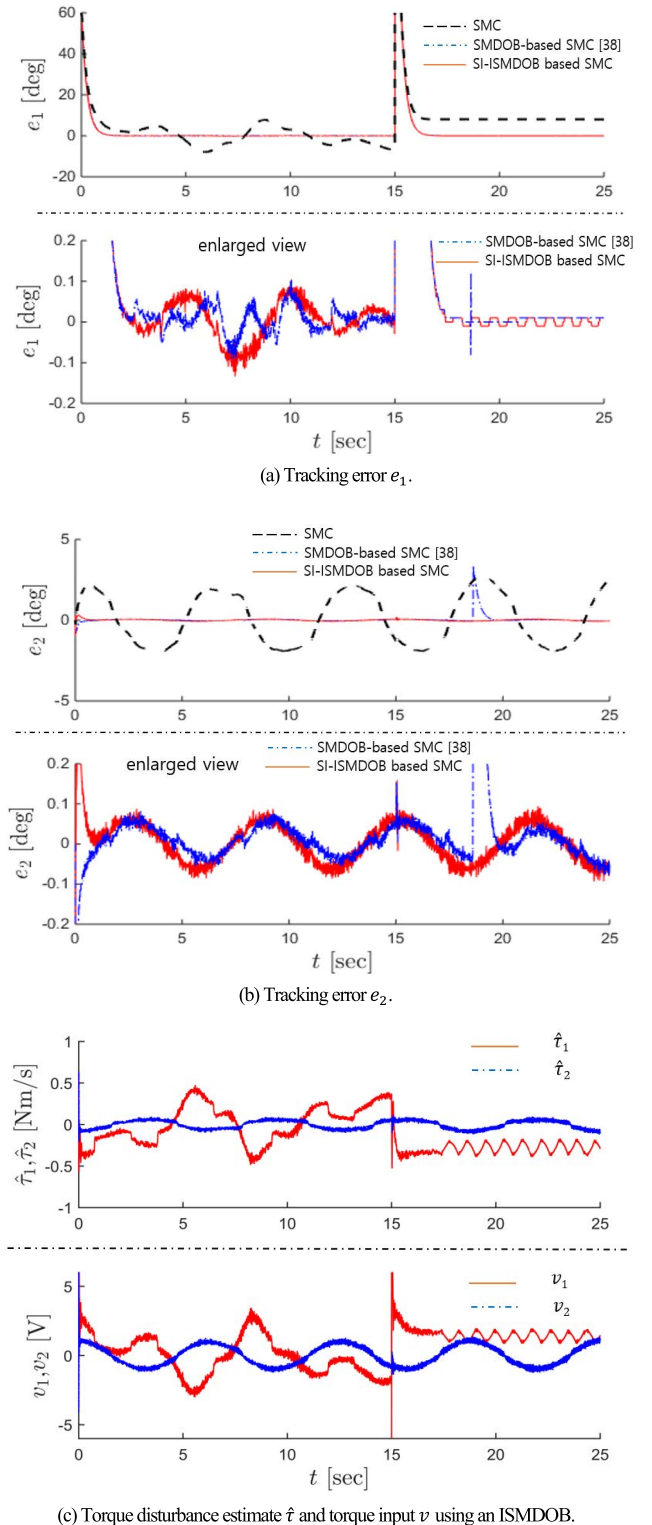 60
40
20
0
-20
e₁ [deg]
SMC
SMDOB-based SMC [38]
SI-ISMDOB based SMC
0 5 10 15 20 25
enlarged view
SMDOB-based SMC [38]
SI-ISMDOB based SMC
0.2
0.1
0
-0.1
-0.2
e₁ [deg]
0 5 10 15 20 25
t [sec]
(a) Tracking error e₁.
5
0
-5
e₂ [deg]
SMC
SMDOB-based SMC [38]
SI-ISMDOB based SMC
0 5 10 15 20 25
SMDOB-based SMC [38]
SI-ISMDOB based SMC
enlarged view
0.2
0.1
0
-0.1
-0.2
e₂ [deg]
0 5 10 15 20 25
t [sec]
(b) Tracking error e₂.
1
0.5
0
-0.5
-1
τ̂₁,τ̂₂ [Nm/s]
τ̂₁
τ̂₂
0 5 10 15 20 25
5
0
-5
v₁,v₂ [V]
v₁
v₂
0 5 10 15 20 25
t [sec]
(c) Torque disturbance estimate τ̂ and torque input v using an ISMDOB.